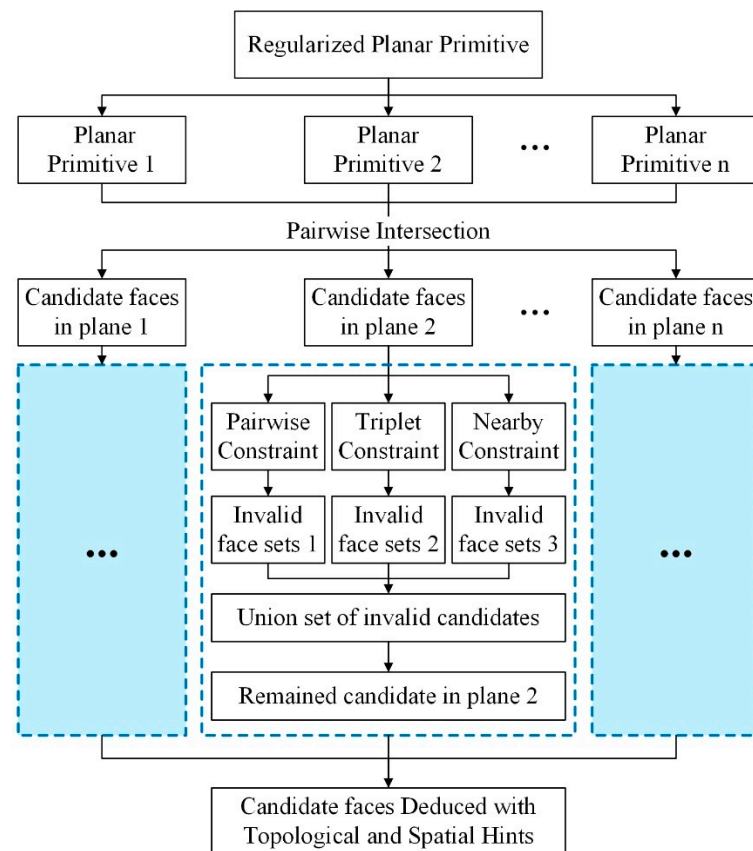 Regularized Planar Primitive
Planar
Primitive 1
Planar
Primitive 2
...
Planar
Primitive n
Pairwise Intersection
Candidate faces
in plane 1
Candidate faces
in plane 2
...
Candidate faces
in plane n
Pairwise
Constraint
Triplet
Constraint
Nearby
Constraint
Invalid
face sets 1
Invalid
face sets 2
Invalid
face sets 3
...
...
Union set of invalid candidates
Remained candidate in plane 2
Candidate faces Deduced with
Topological and Spatial Hints